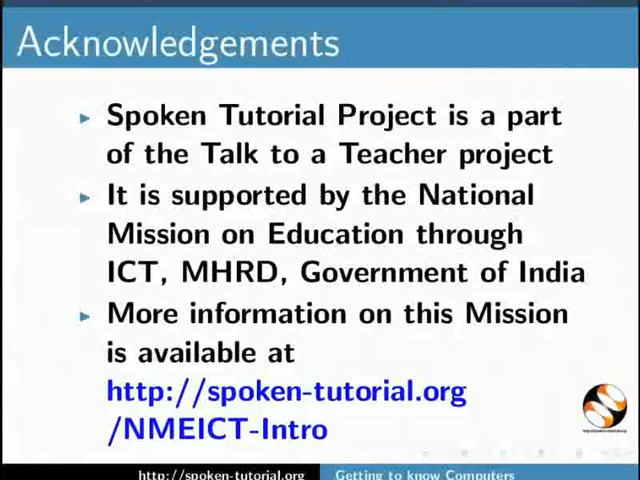 Acknowledgements
Spoken Tutorial Project is a part
of the Talk to a Teacher project
It is supported by the National
Mission on Education through
ICT, MHRD, Government of India
More information on this Mission
is available at
http://spoken-tutorial.org
/NMEICT-Intro
http://spoken-tutorial.org
Getting to know Computers